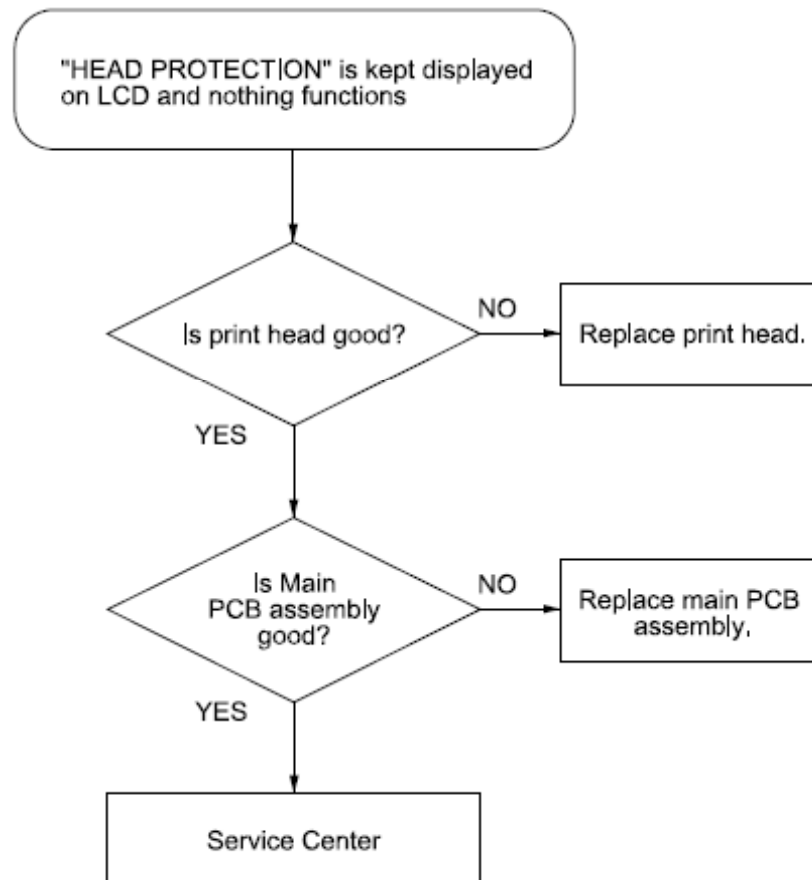 "HEAD PROTECTION" is kept displayed
on LCD and nothing functions
Is print head good?
NO
Replace print head.
YES
Is Main
PCB assembly
good?
NO
Replace main PCB
assembly.
YES
Service Center